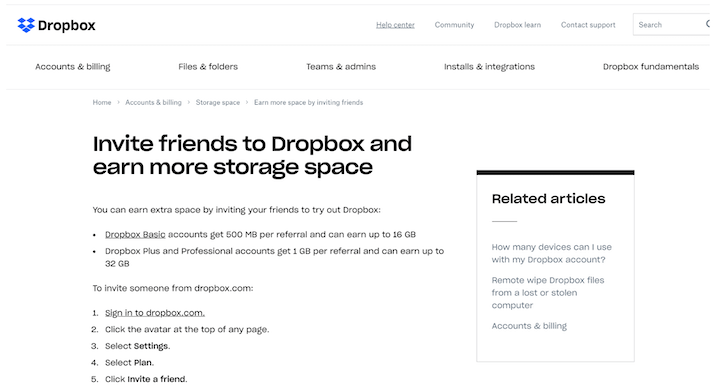 Dropbox
Help center
Community
Dropbox learn
Contact support
Search
Accounts & billing
Files & folders
Teams & admins
Installs & integrations
Dropbox fundamentals
Home › Accounts & billing › Storage space › Earn more space by inviting friends
Invite friends to Dropbox and
earn more storage space
You can earn extra space by inviting your friends to try out Dropbox:
• Dropbox Basic accounts get 500 MB per referral and can earn up to 16 GB
• Dropbox Plus and Professional accounts get 1 GB per referral and can earn up to
32 GB
To invite someone from dropbox.com:
1. Sign in to dropbox.com.
2. Click the avatar at the top of any page.
3. Select Settings.
4. Select Plan.
5. Click Invite a friend.
Related articles
How many devices can I use
with my Dropbox account?
Remote wipe Dropbox files
from a lost or stolen
computer
Accounts & billing